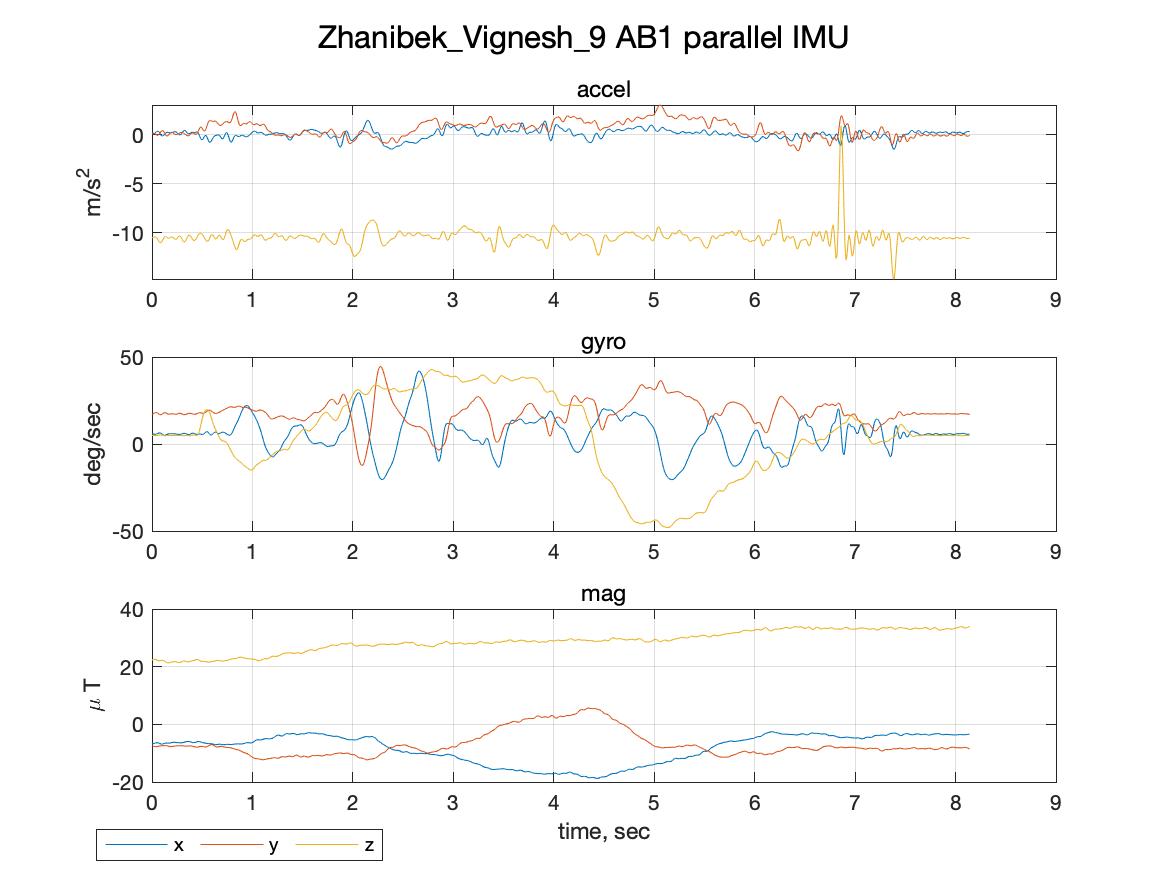 Zhanibek_Vignesh_9 AB1 parallel IMU
accel
m/s²
0
-5
-10
0 1 2 3 4 5 6 7 8 9
gyro
deg/sec
50
0
-50
0 1 2 3 4 5 6 7 8 9
mag
μ T
40
20
0
-20
0 1 2 3 4 5 6 7 8 9
time, sec
x y z